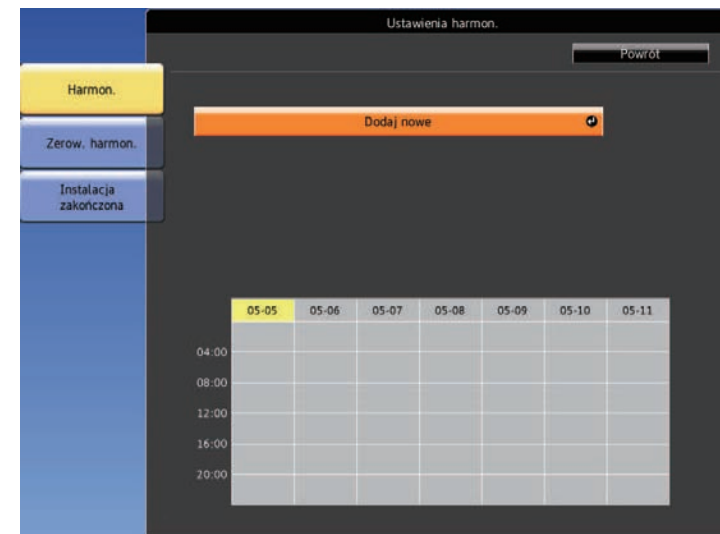 Ustawienia harmon.
Powrót
Harmon.
Zerow. harmon.
Instalacja
zakończona
Dodaj nowe
05-05 05-06 05-07 05-08 05-09 05-10 05-11
04:00
08:00
12:00
16:00
20:00